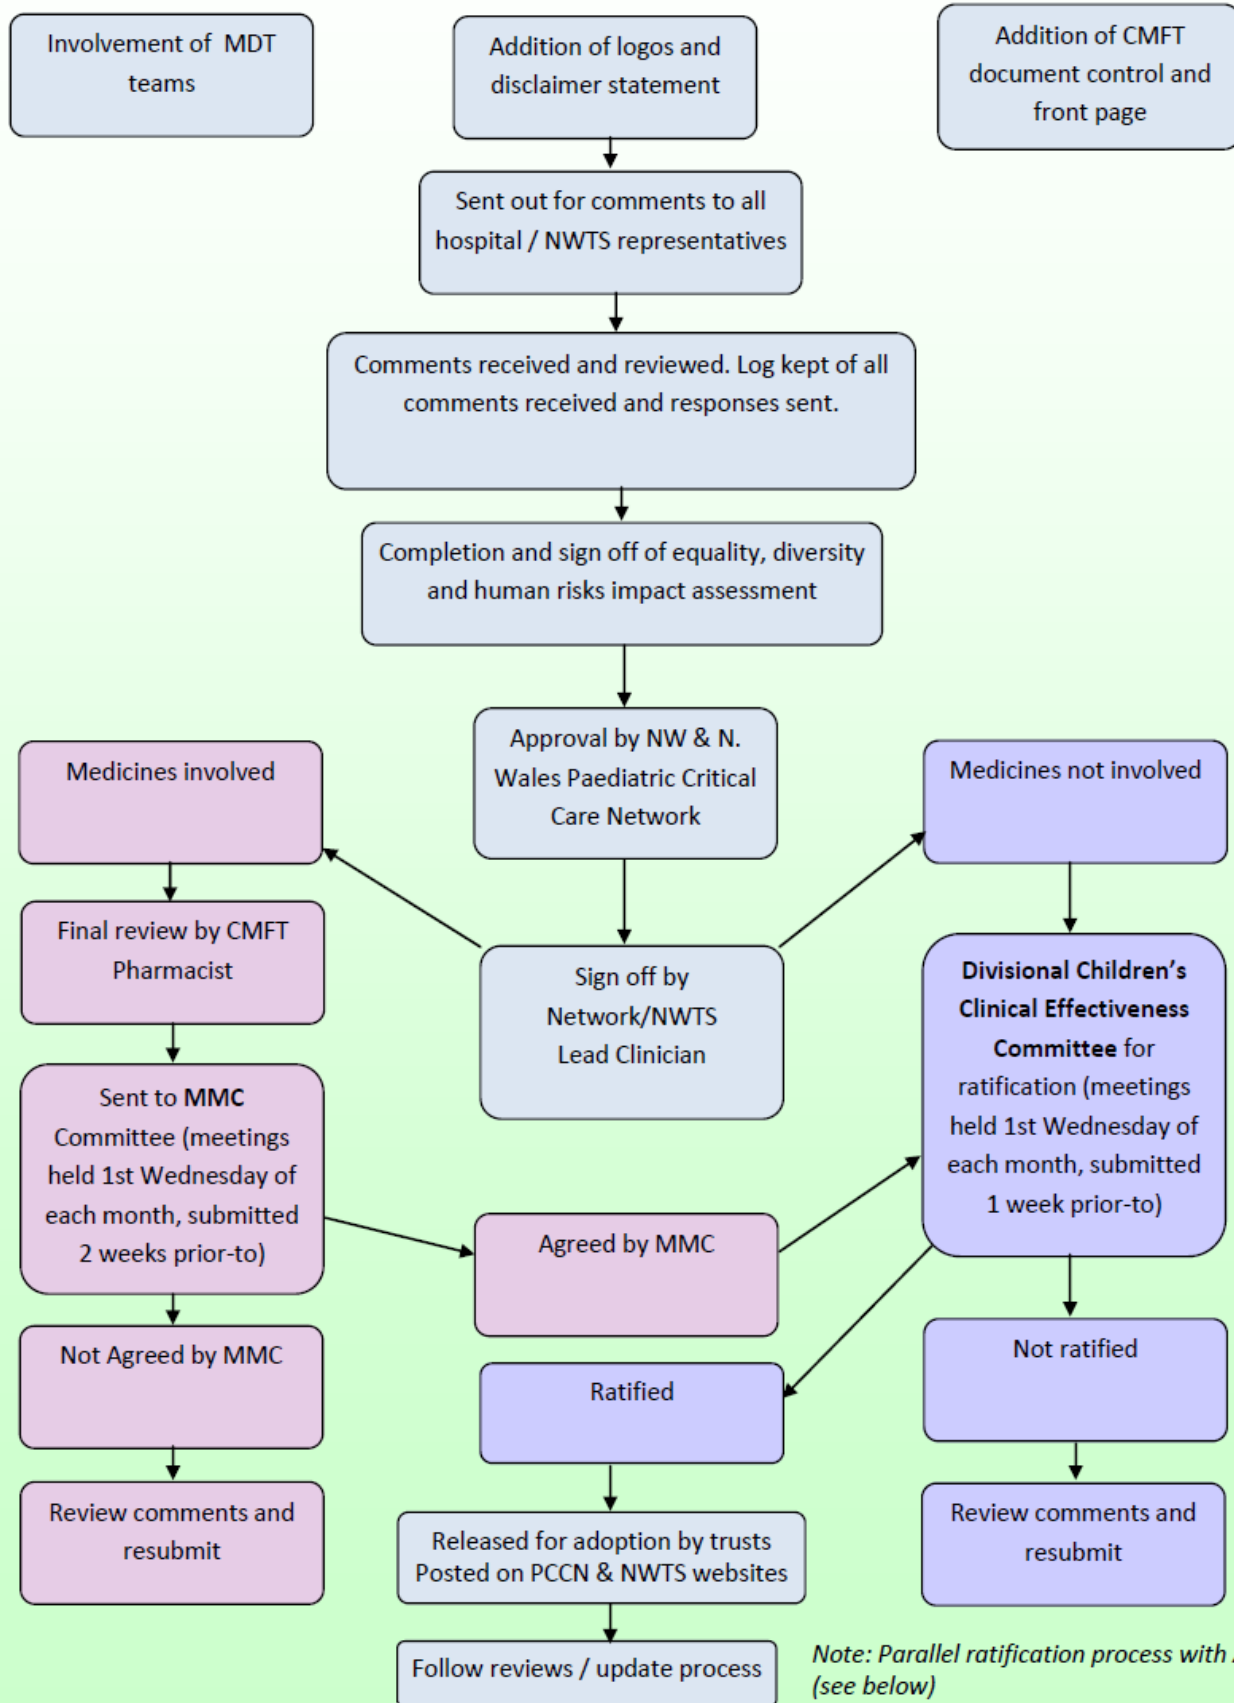 Involvement of MDT
teams
Addition of logos and
disclaimer statement
Addition of CMFT
document control and
front page
Sent out for comments to all
hospital / NWTS representatives
Comments received and reviewed. Log kept of all
comments received and responses sent.
Completion and sign off of equality, diversity
and human risks impact assessment
Approval by NW & N.
Wales Paediatric Critical
Care Network
Medicines involved
Medicines not involved
Final review by CMFT
Pharmacist
Sign off by
Network/NWTS
Lead Clinician
Divisional Children’s
Clinical Effectiveness
Committee for
ratification (meetings
held 1st Wednesday of
each month, submitted
1 week prior-to)
Sent to MMC
Committee (meetings
held 1st Wednesday of
each month, submitted
2 weeks prior-to)
Agreed by MMC
Not Agreed by MMC
Ratified
Not ratified
Review comments and
resubmit
Released for adoption by trusts
Posted on PCCN & NWTS websites
Review comments and
resubmit
Follow reviews / update process
Note: Parallel ratification process with
(see below)